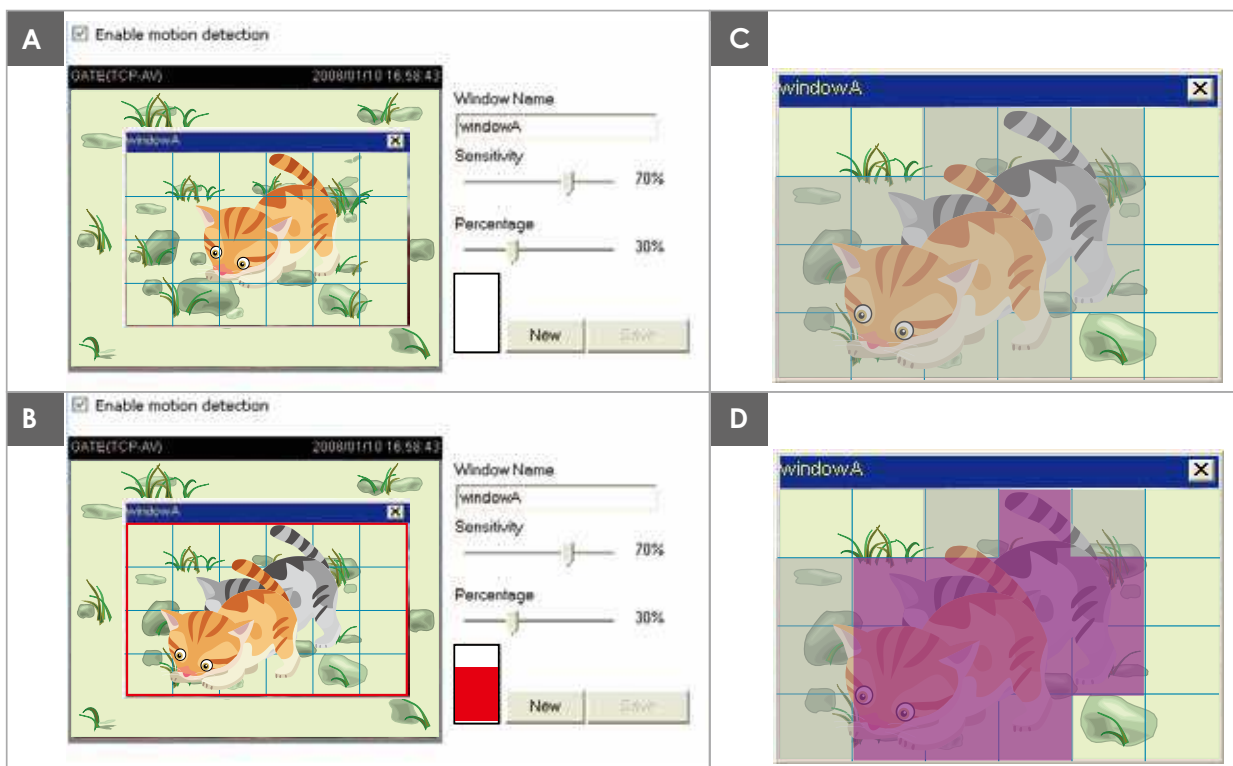 A
Enable motion detection
GATE(TCP-AV) 2008/01/10 16:58:43
windowA
Window Name
windowA
Sensitivity
70%
Percentage
30%
New Save
B
Enable motion detection
GATE(TCP-AV) 2008/01/10 16:58:43
windowA
Window Name
windowA
Sensitivity
70%
Percentage
30%
New Save
C
windowA
D
windowA